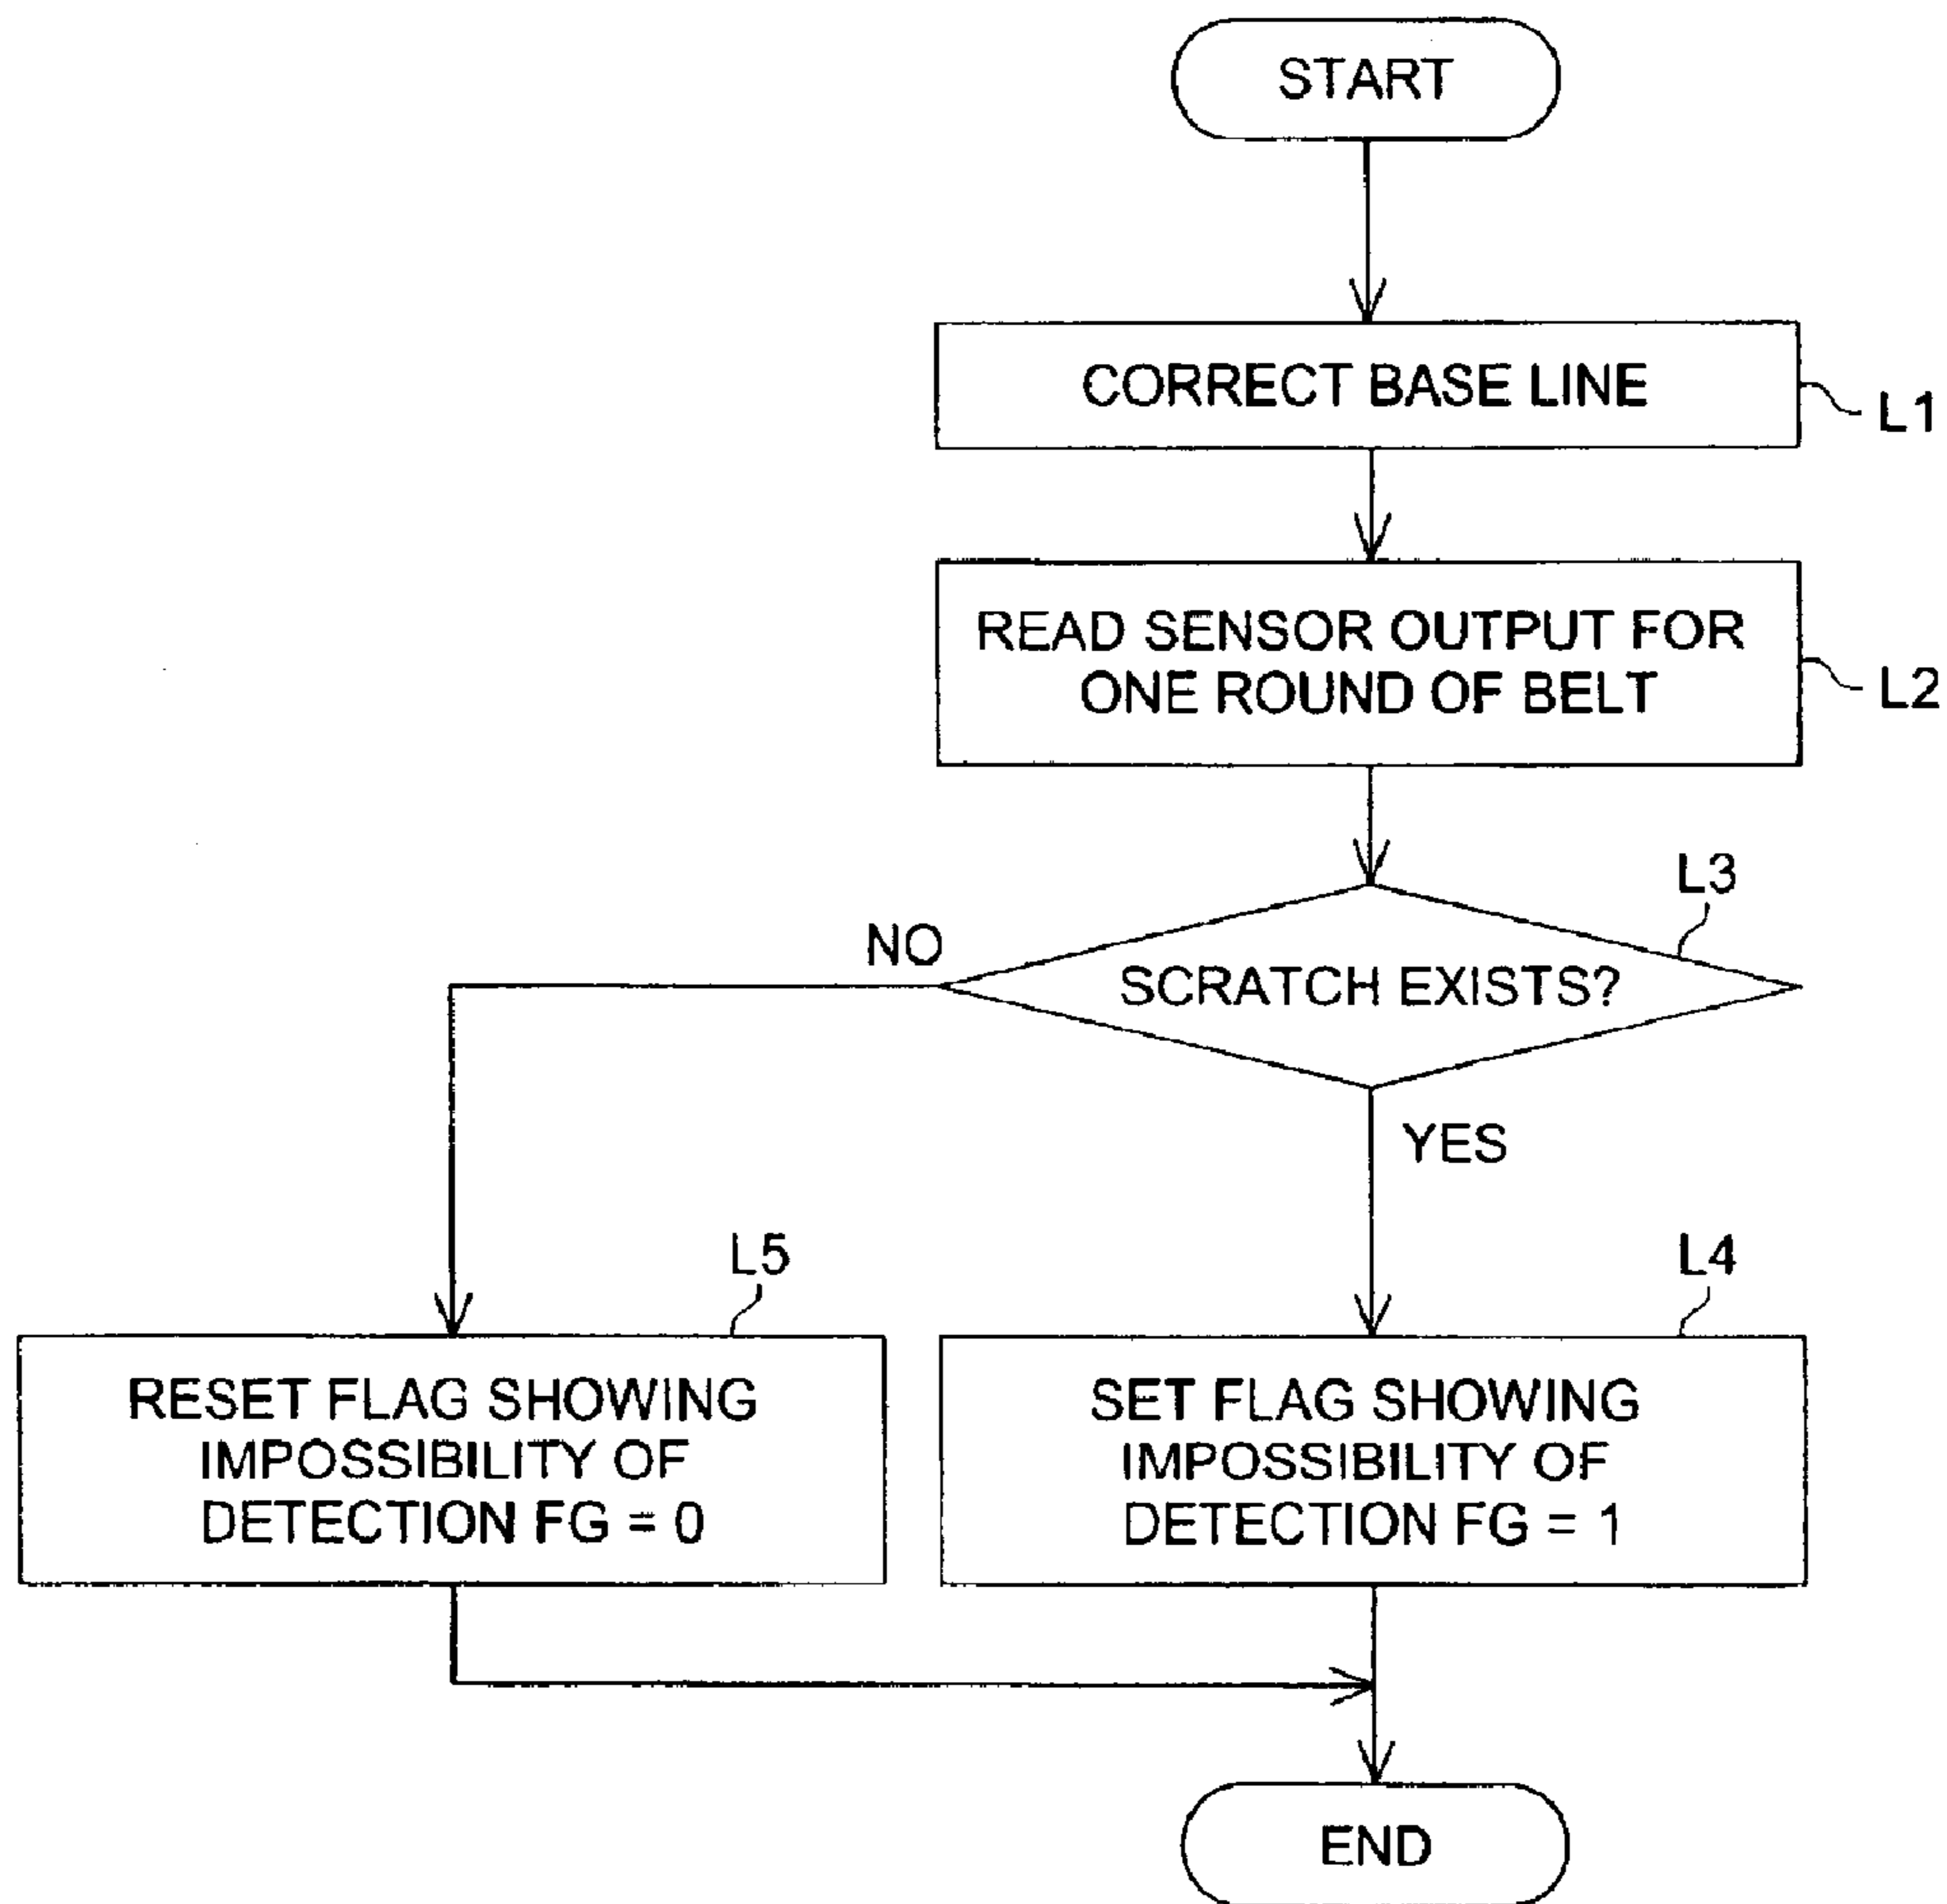 START
CORRECT BASE LINE
L1
READ SENSOR OUTPUT FOR
ONE ROUND OF BELT
L2
L3
NO
SCRATCH EXISTS?
YES
L5
L4
RESET FLAG SHOWING
IMPOSSIBILITY OF
DETECTION FG = 0
SET FLAG SHOWING
IMPOSSIBILITY OF
DETECTION FG = 1
END